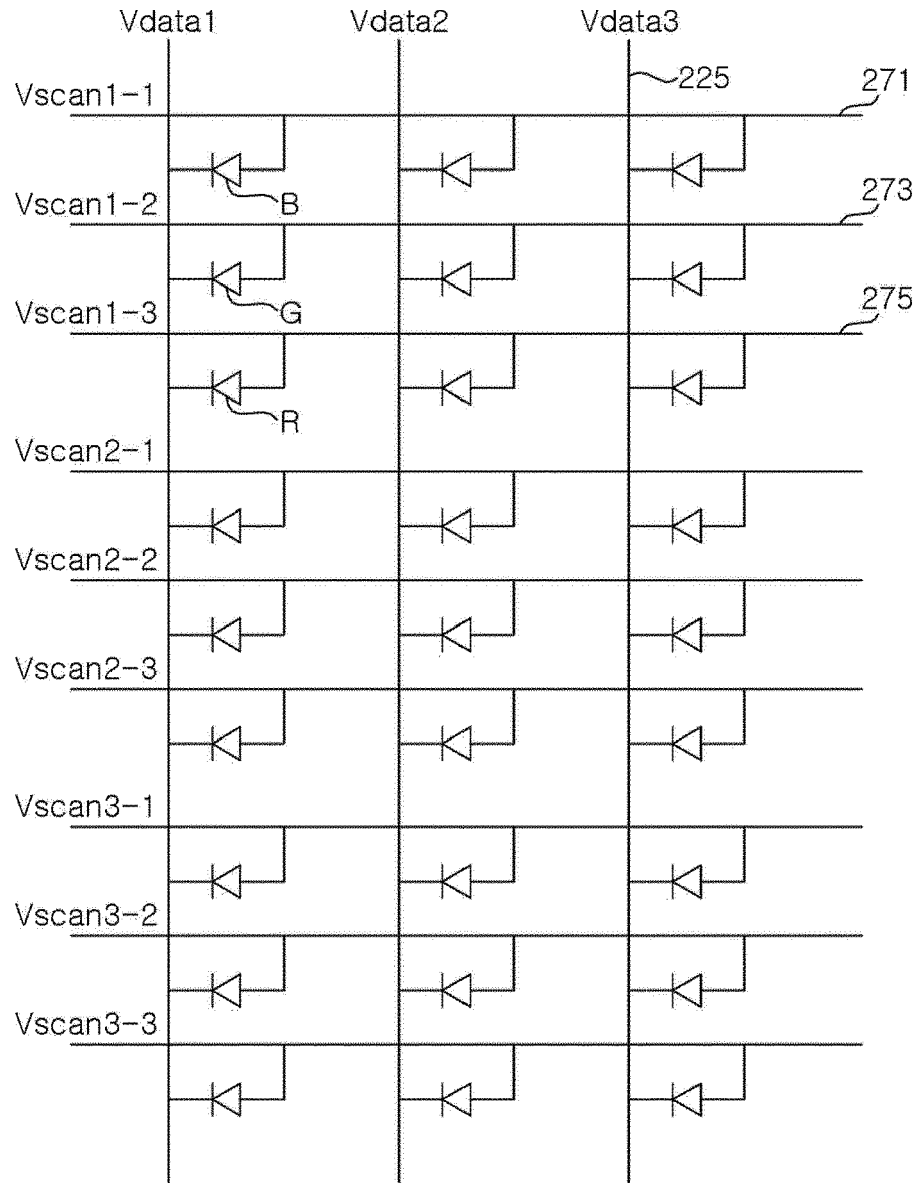 Vdata1 Vdata2 Vdata3
225
271
Vscan1-1
B
Vscan1-2
273
G
Vscan1-3
275
R
Vscan2-1
Vscan2-2
Vscan2-3
Vscan3-1
Vscan3-2
Vscan3-3